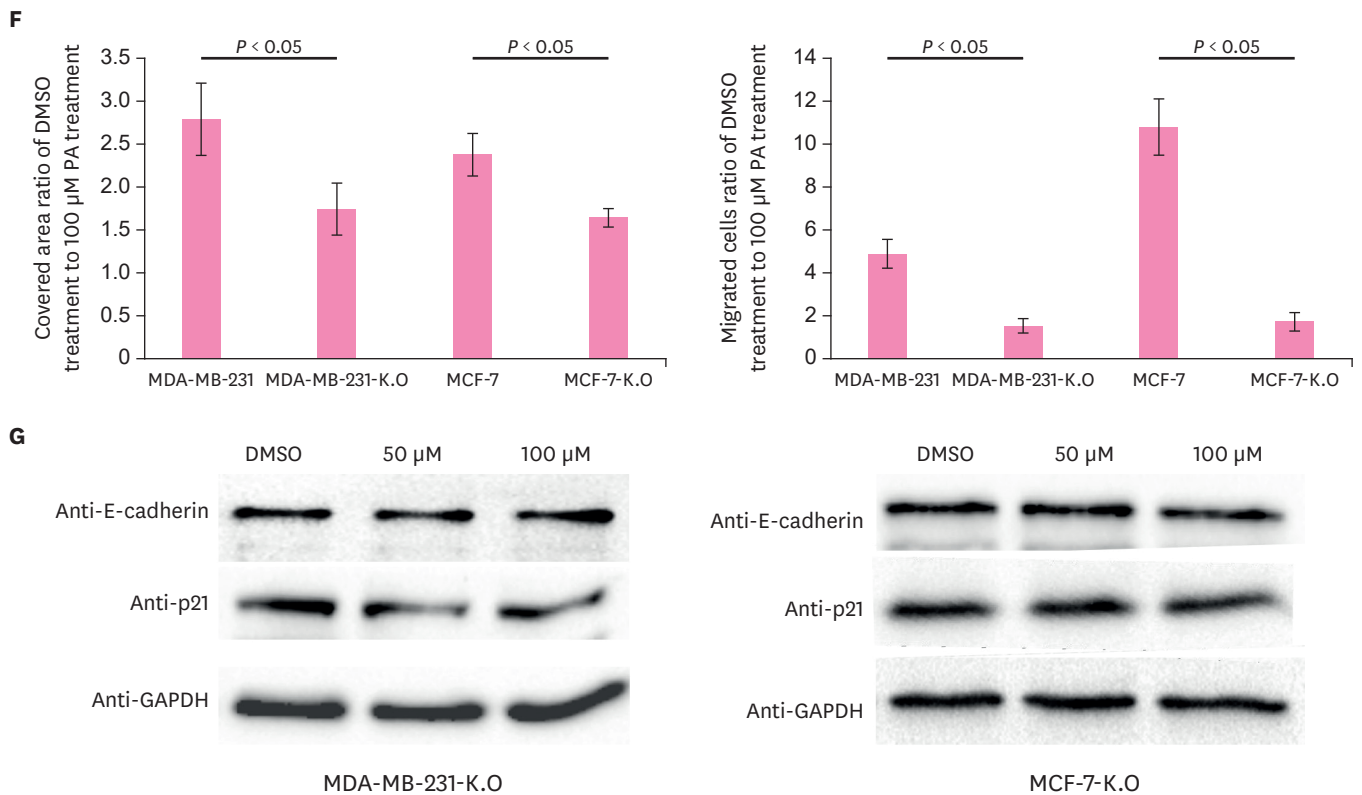 F
P < 0.05
P < 0.05
3.5
3.0
2.5
2.0
1.5
1.0
0.5
0
Covered area ratio of DMSO
treatment to 100 µM PA treatment
MDA-MB-231
MDA-MB-231-K.O
MCF-7
MCF-7-K.O
P < 0.05
P < 0.05
14
12
10
8
6
4
2
0
Migrated cells ratio of DMSO
treatment to 100 µM PA treatment
MDA-MB-231
MDA-MB-231-K.O
MCF-7
MCF-7-K.O
G
DMSO 50 µM 100 µM
Anti-E-cadherin
Anti-p21
Anti-GAPDH
MDA-MB-231-K.O
DMSO 50 µM 100 µM
Anti-E-cadherin
Anti-p21
Anti-GAPDH
MCF-7-K.O